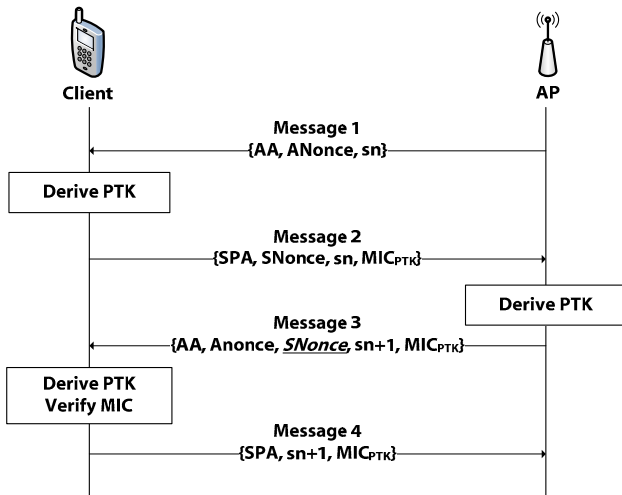 Client
AP
Message 1
{AA, ANonce, sn}
Derive PTK
Message 2
{SPA, SNonce, sn, MICPTK}
Derive PTK
Message 3
{AA, Anonce, SNonce, sn+1, MICPTK}
Derive PTK
Verify MIC
Message 4
{SPA, sn+1, MICPTK}